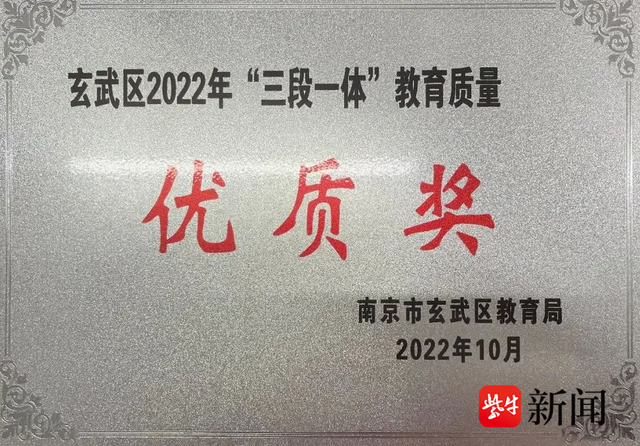 玄武区2022年“三段一体”教育质量
优质奖
南京市玄武区教育局
2022年10月
紫牛 新闻